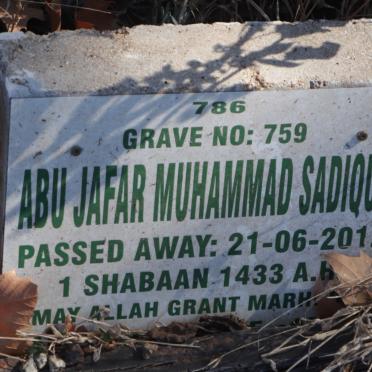 786
GRAVE NO: 759
ABU JAFAR MUHAMMAD SADIQU
PASSED AWAY: 21-06-201
1 SHABAAN 1433 A.H
MAY ALLAH GRANT MARH